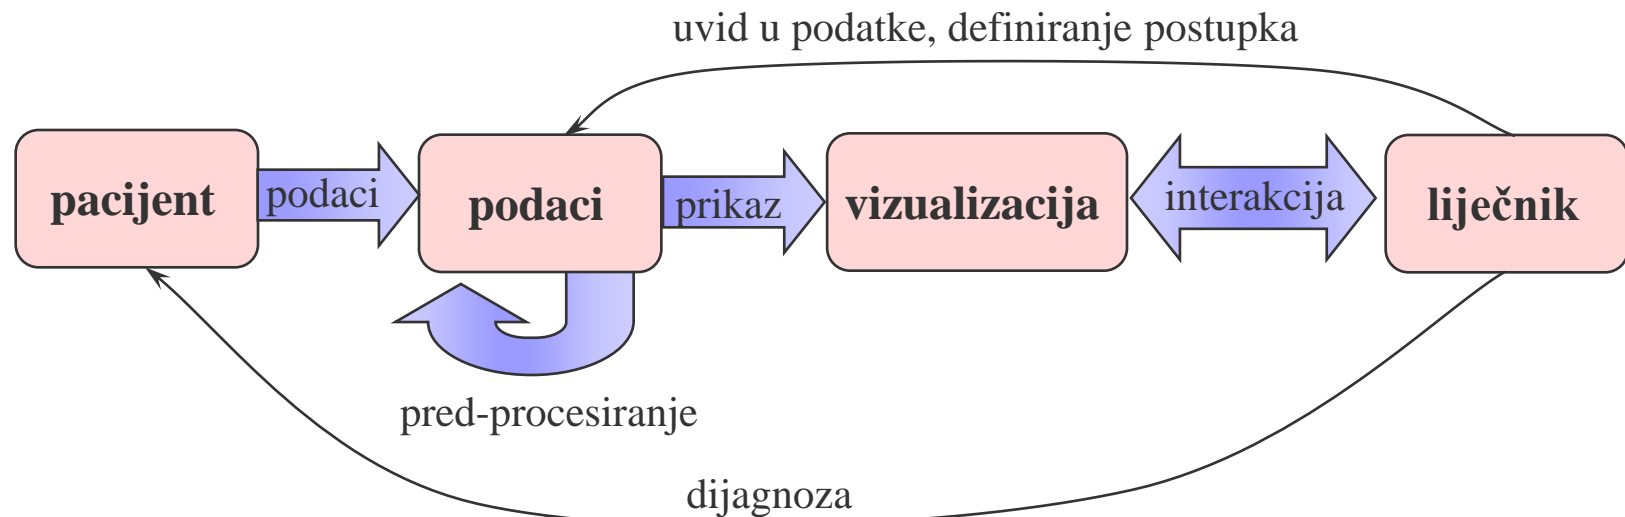 uvid u podatke, definiranje postupka
pacijent
podaci
podaci
prikaz
vizualizacija
interakcija
liječnik
pred-procesiranje
dijagnoza